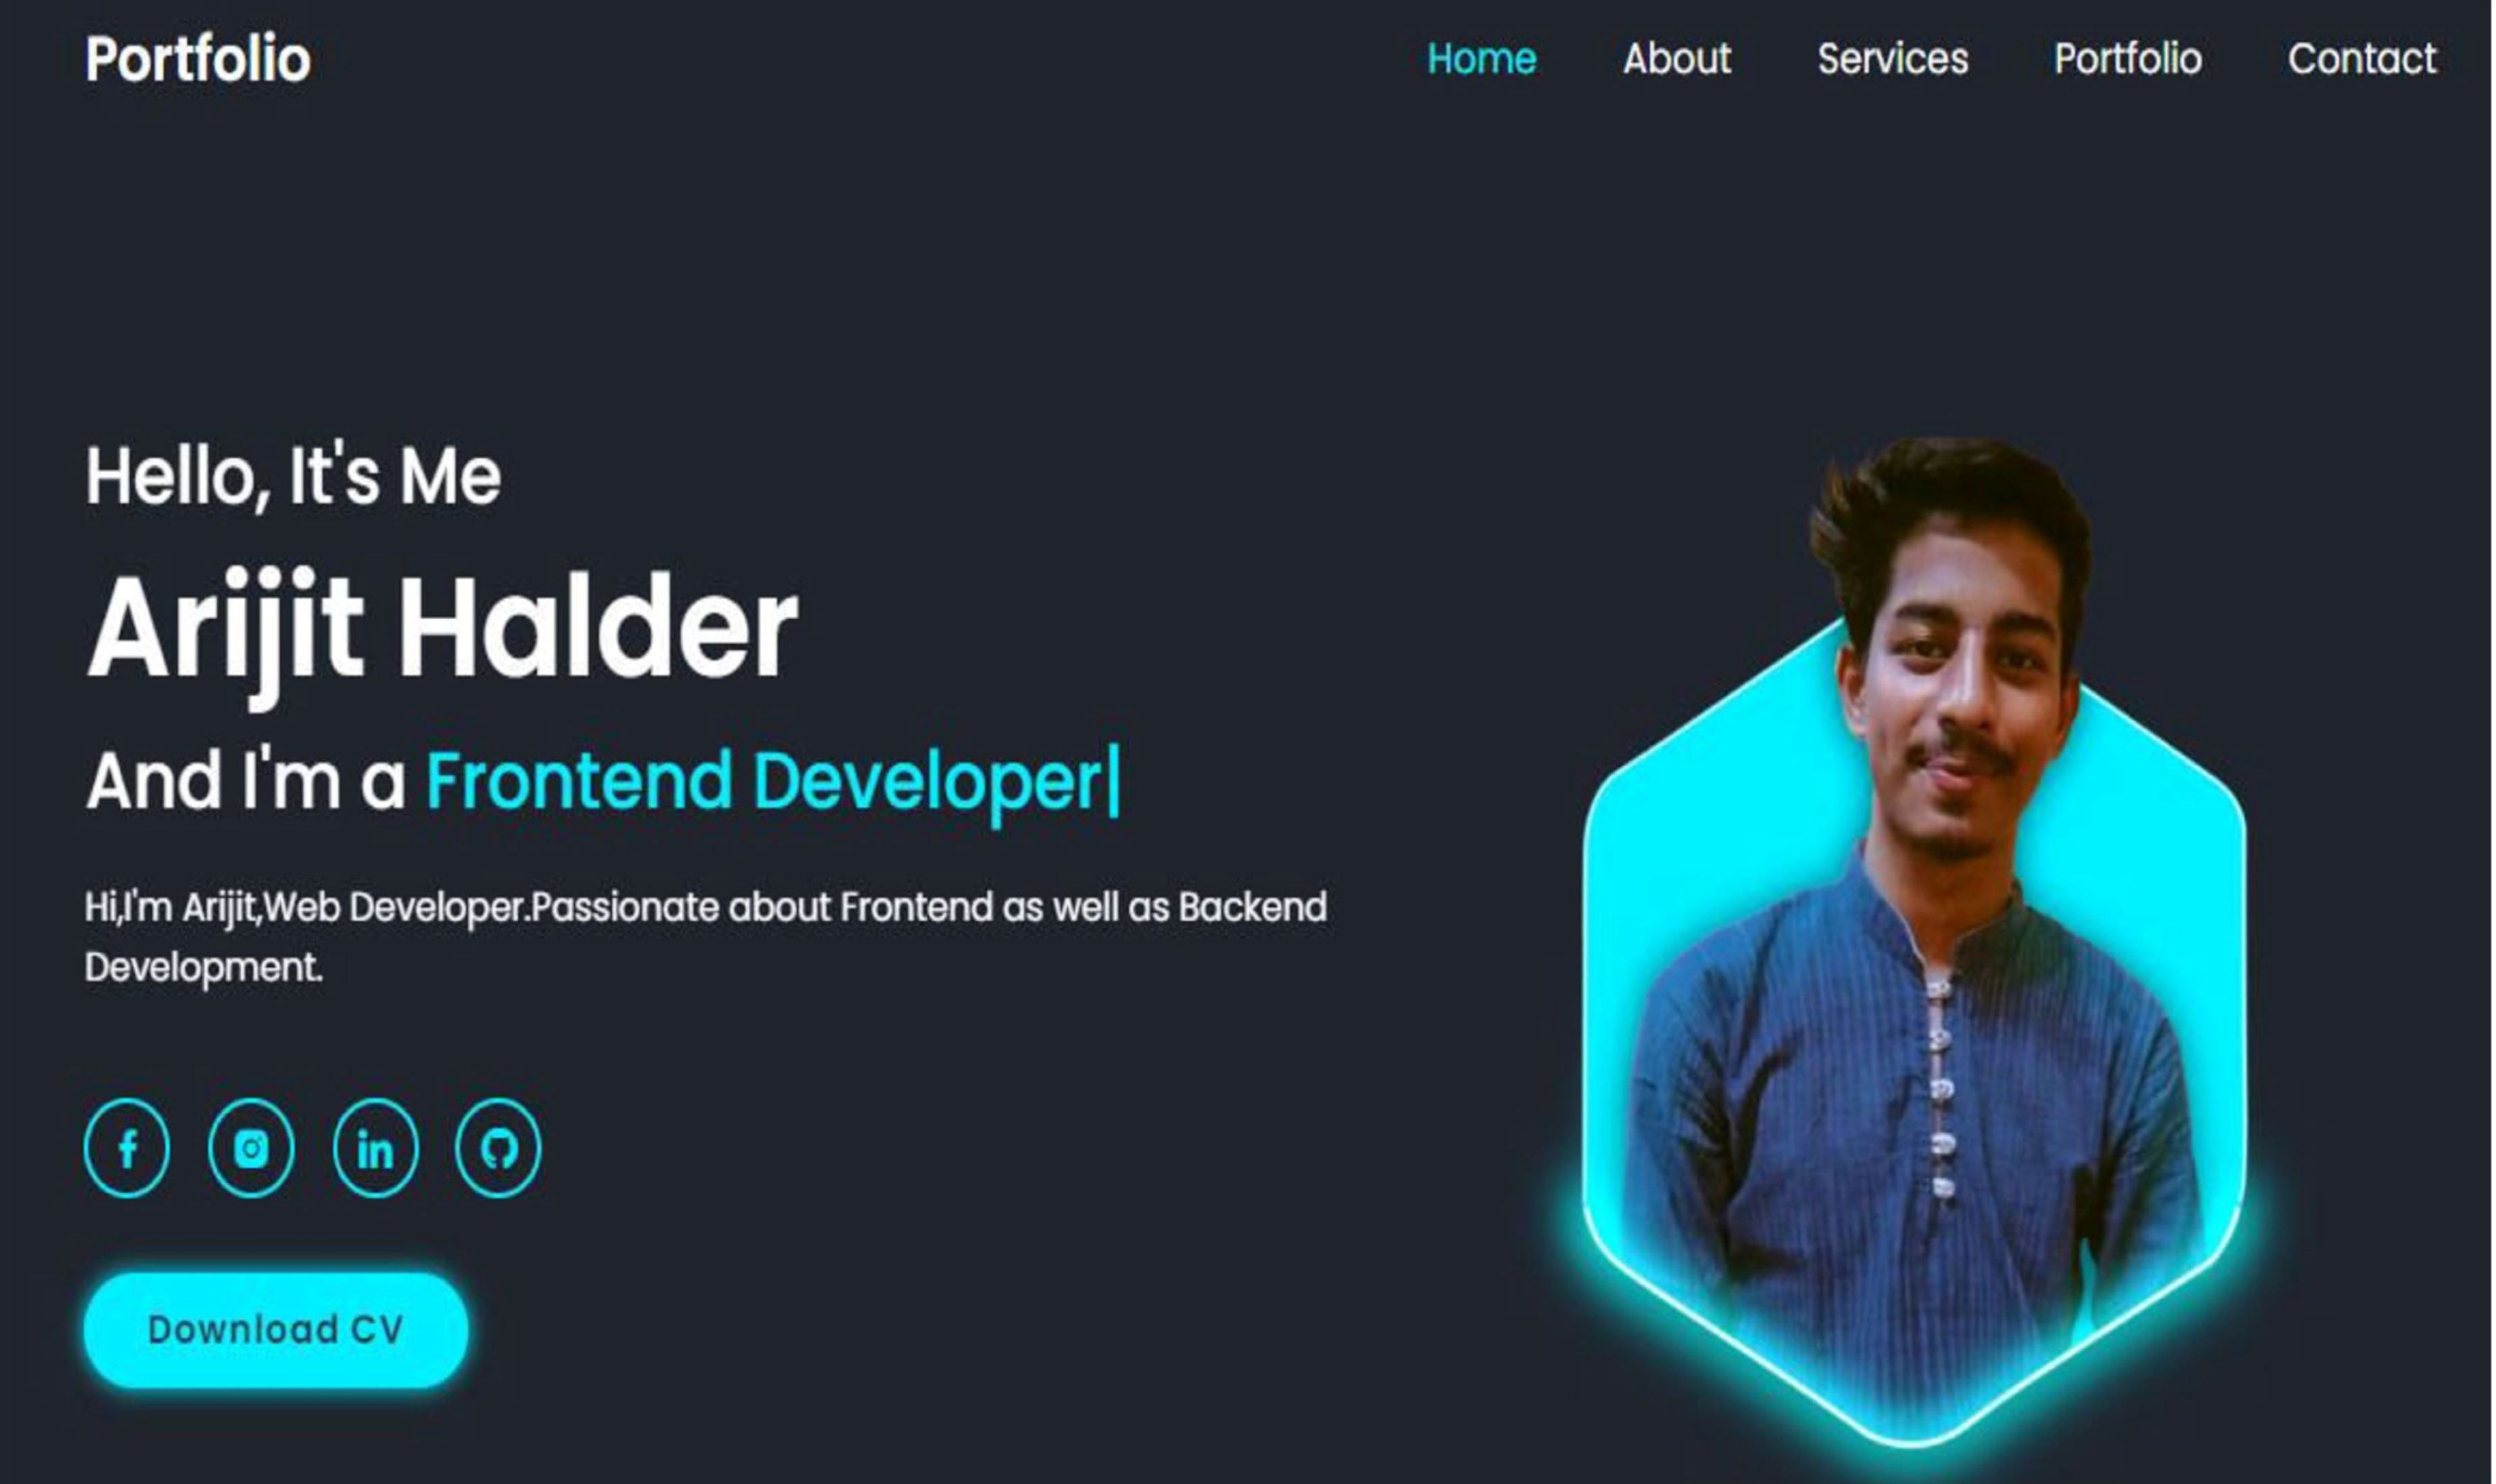 Portfolio
Home About Services Portfolio Contact
Hello, It's Me
Arijit Halder
And I'm a Frontend Developer|
Hi,I'm Arijit,Web Developer.Passionate about Frontend as well as Backend
Development.
Download CV